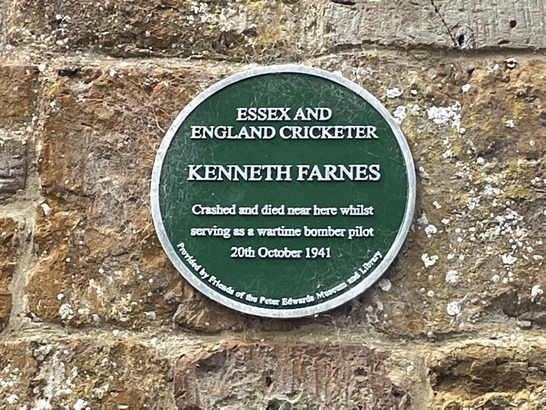 ESSEX AND
ENGLAND CRICKETER
KENNETH FARNES
Crashed and died near here whilst
serving as a wartime bomber pilot
20th October 1941
Provided by Friends of the Peter Edwards Museum and Library